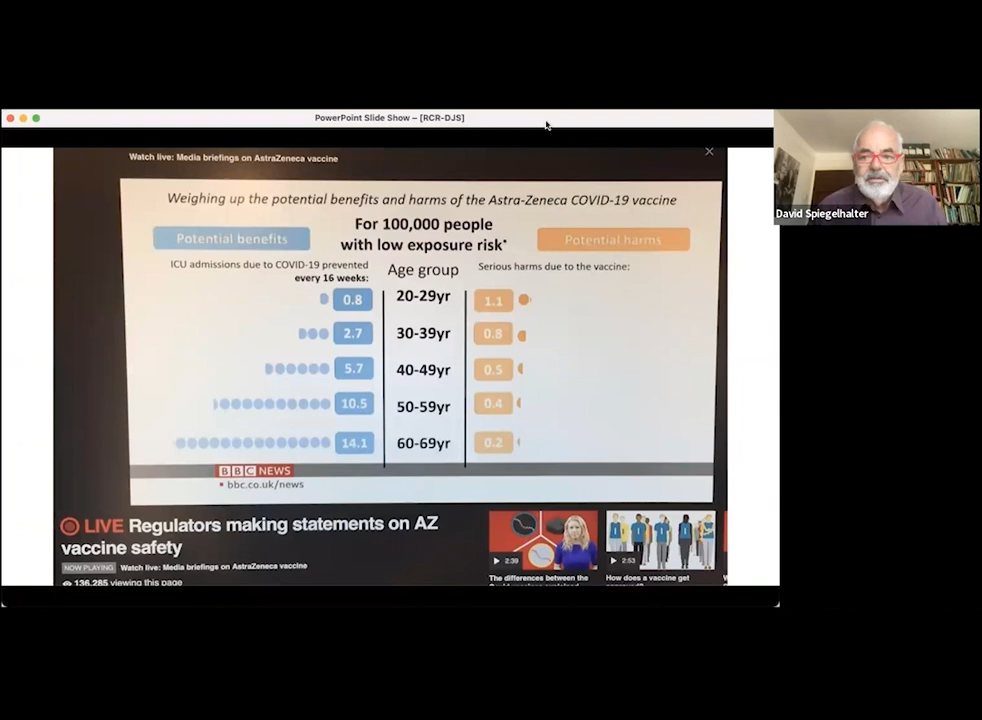 PowerPoint Slide Show – [RCR-DJS]
Watch live: Media briefings on AstraZeneca vaccine
Weighing up the potential benefits and harms of the Astra-Zeneca COVID-19 vaccine
For 100,000 people
with low exposure risk*
Potential benefits
Potential harms
ICU admissions due to COVID-19 prevented
every 16 weeks:
Age group
Serious harms due to the vaccine:
0.8 20-29yr 1.1
2.7 30-39yr 0.8
5.7 40-49yr 0.5
10.5 50-59yr 0.4
14.1 60-69yr 0.2
BBC NEWS
• bbc.co.uk/news
LIVE Regulators making statements on AZ
vaccine safety
NOW PLAYING Watch live: Media briefings on AstraZeneca vaccine
136,285 viewing this page
2:39
The differences between the
2:53
How does a vaccine get
David Spiegelhalter